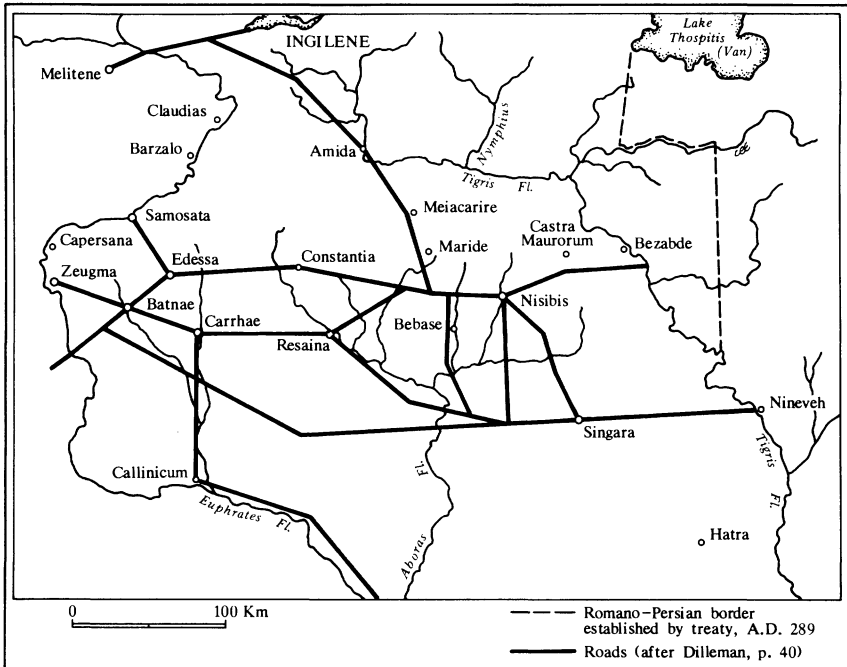 Lake
Thospitis
(Van)
INGILENE
Melitene
Claudias
Nymphius
Barzalo
Amida
Tigris Fl.
Samosata
Meiacarire
Castra
Maurorum
Bezabde
Capersana
Edessa
Constantia
Maride
Zeugma
Batnae
Nisibis
Carrhae
Resaina
Bebase
Nineveh
Singara
Tigris Fl.
Callinicum
Euphrates Fl.
Aboras Fl.
Hatra
0 100 Km
Romano-Persian border
established by treaty, A.D. 289
Roads (after Dilleman, p. 40)